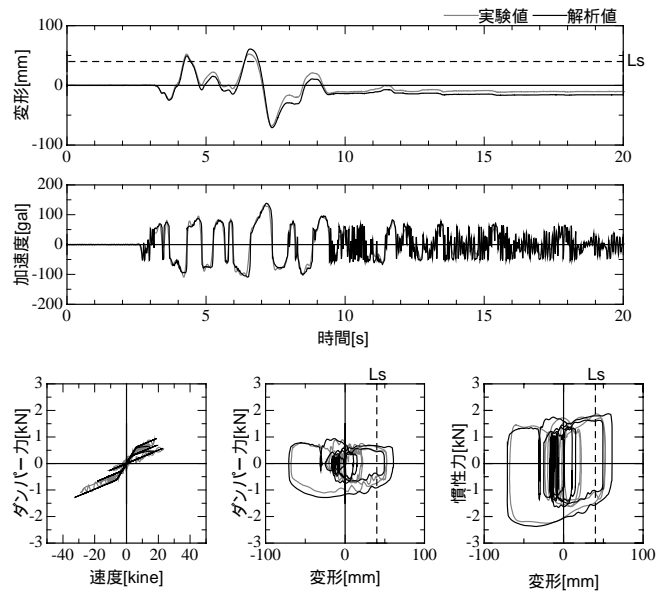 実験値 解析値
100
変形[mm]
0
-100
Ls
0 5 10 15 20
時間[s]
200
100
加速度[gal]
0
-100
-200
0 5 10 15 20
時間[s]
Ls Ls
3 3 3
2 2 2
1 1 1
ダンパー力[kN] ダンパー力[kN] 慣性力[kN]
0 0 0
-1 -1 -1
-2 -2 -2
-3 -3 -3
-50 0 50 -100 0 100 -100 0 100
速度[kine] 変形[mm] 変形[mm]